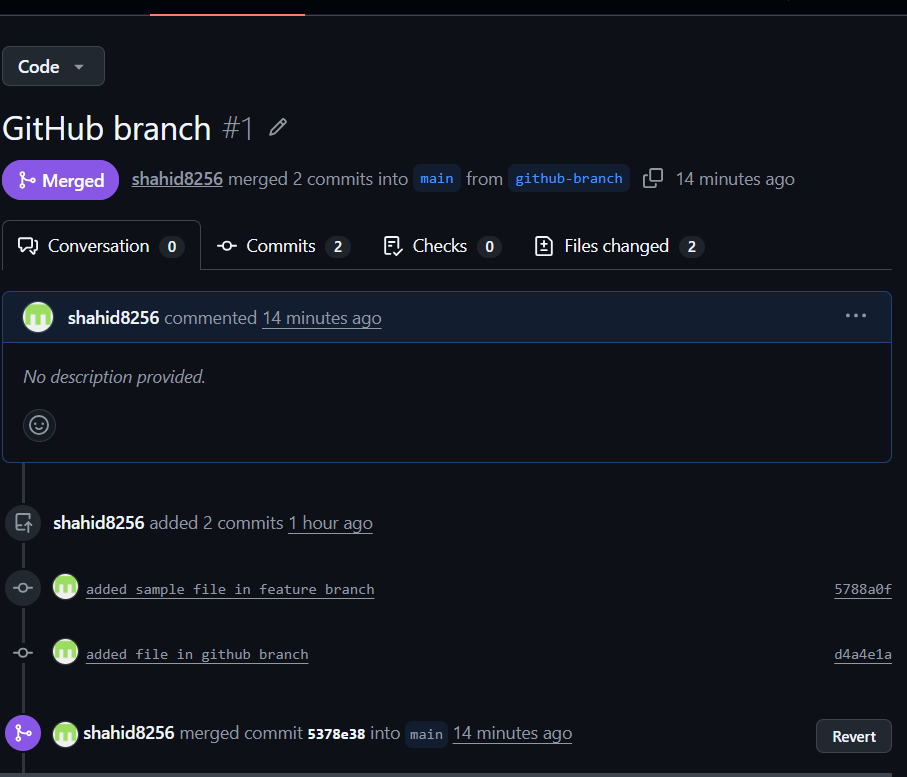 Code
GitHub branch #1
Merged shahid8256 merged 2 commits into main from github-branch 14 minutes ago
Conversation 0 Commits 2 Checks 0 Files changed 2
shahid8256 commented 14 minutes ago
No description provided.
shahid8256 added 2 commits 1 hour ago
added sample file in feature branch 5788a0f
added file in github branch d4a4e1a
shahid8256 merged commit 5378e38 into main 14 minutes ago Revert